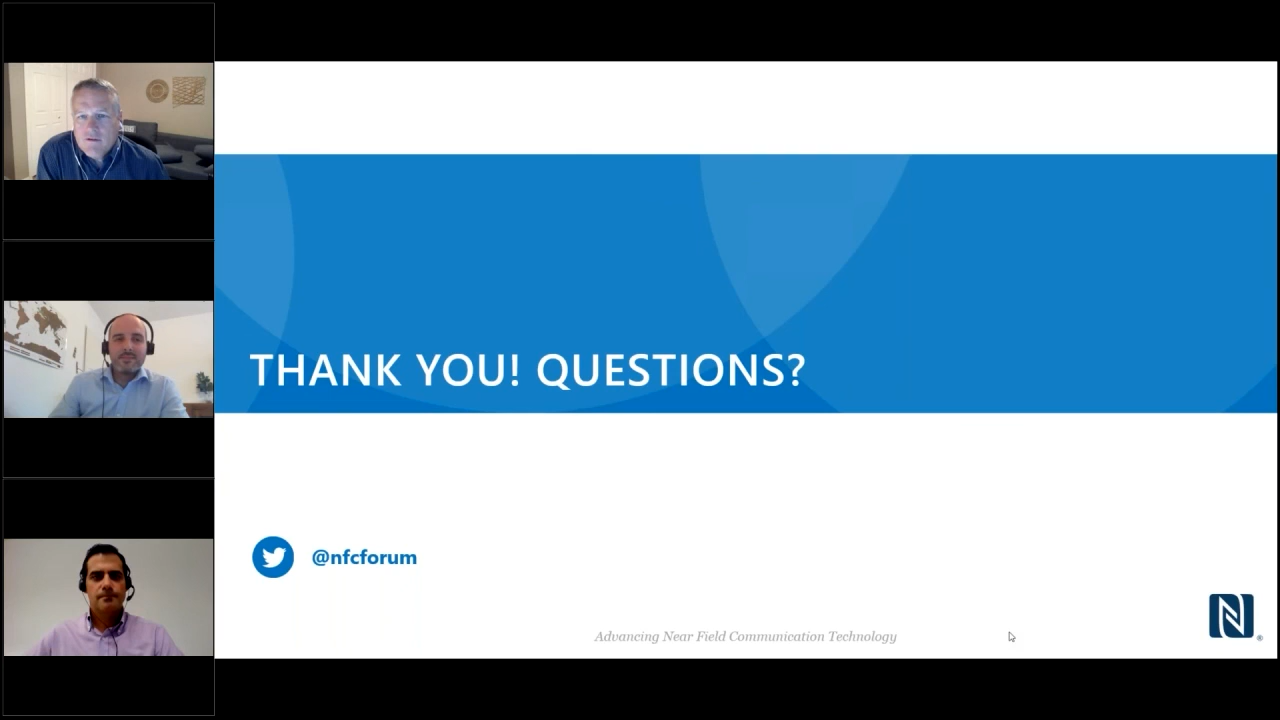 THANK YOU! QUESTIONS?
@nfcforum
Advancing Near Field Communication Technology
®